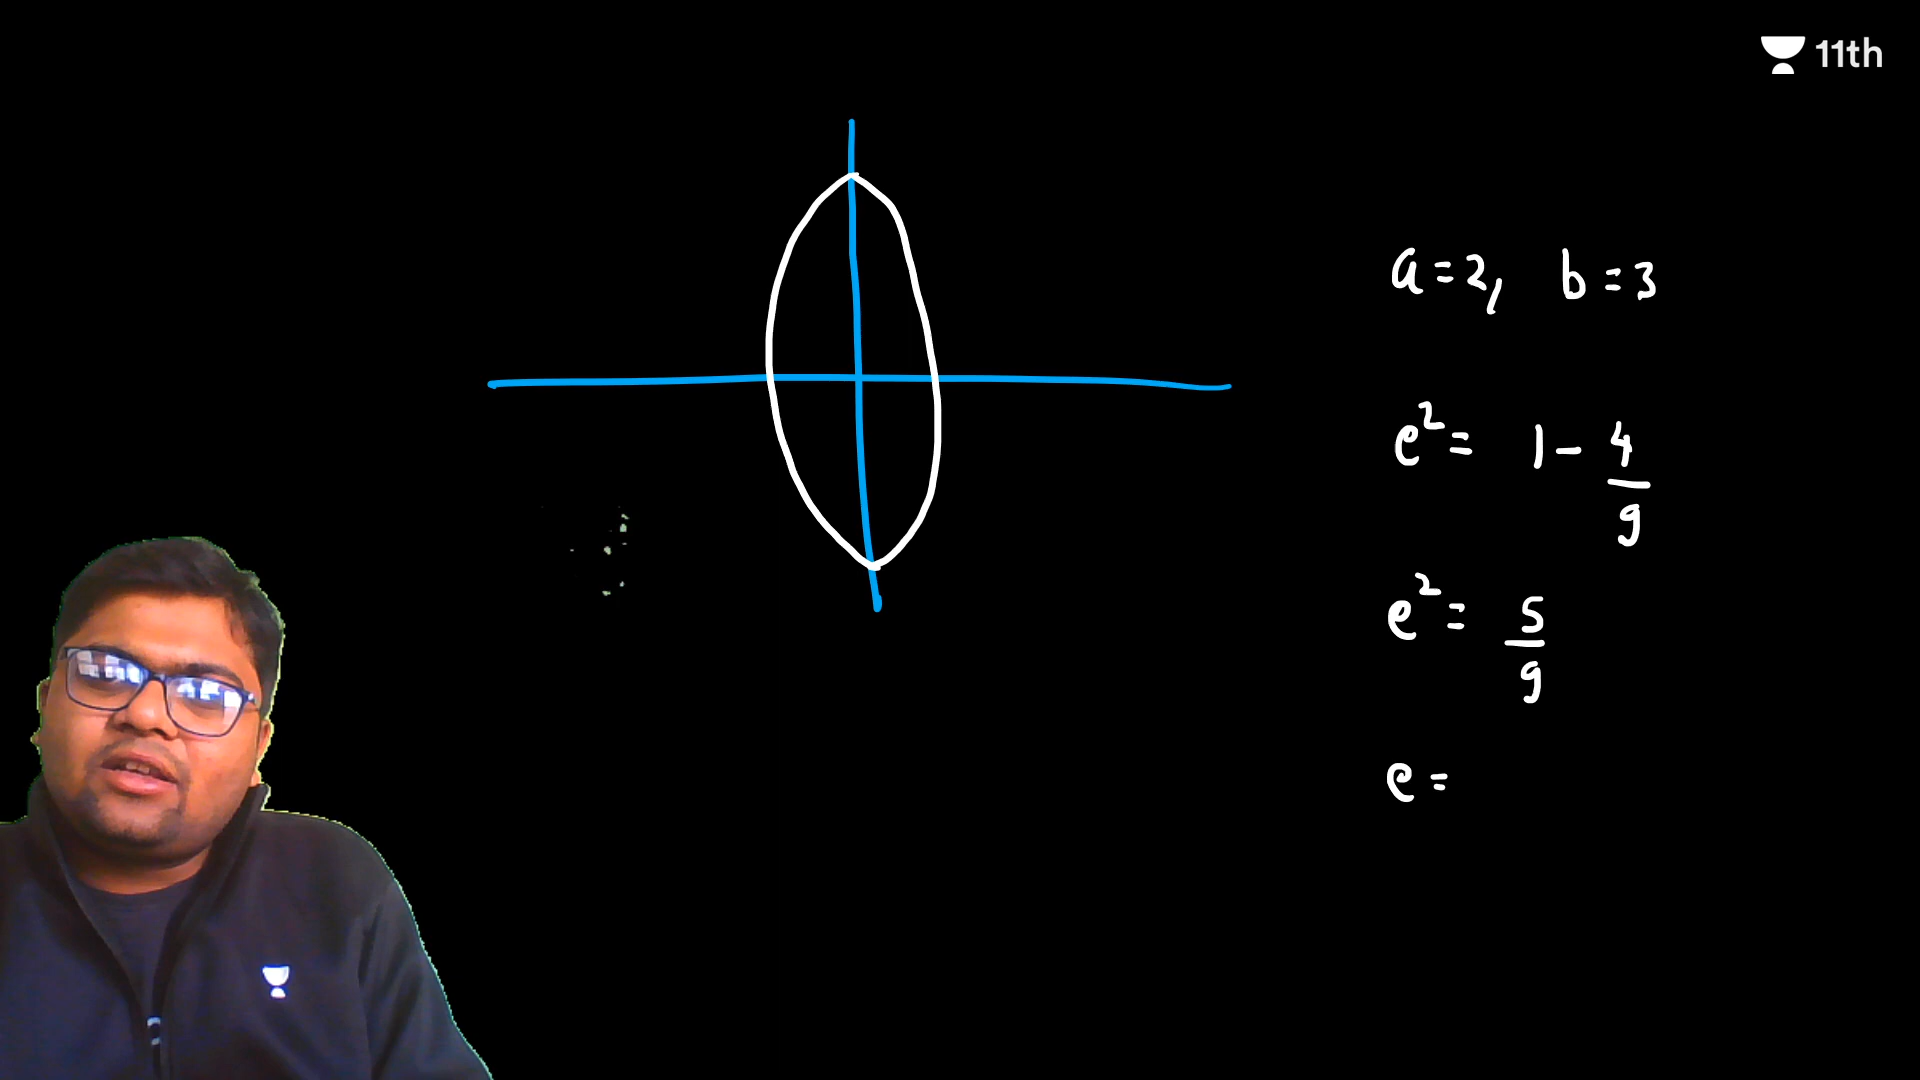 11th
a=2, b=3
e²= 1-4/9
e²= 5/9
e=